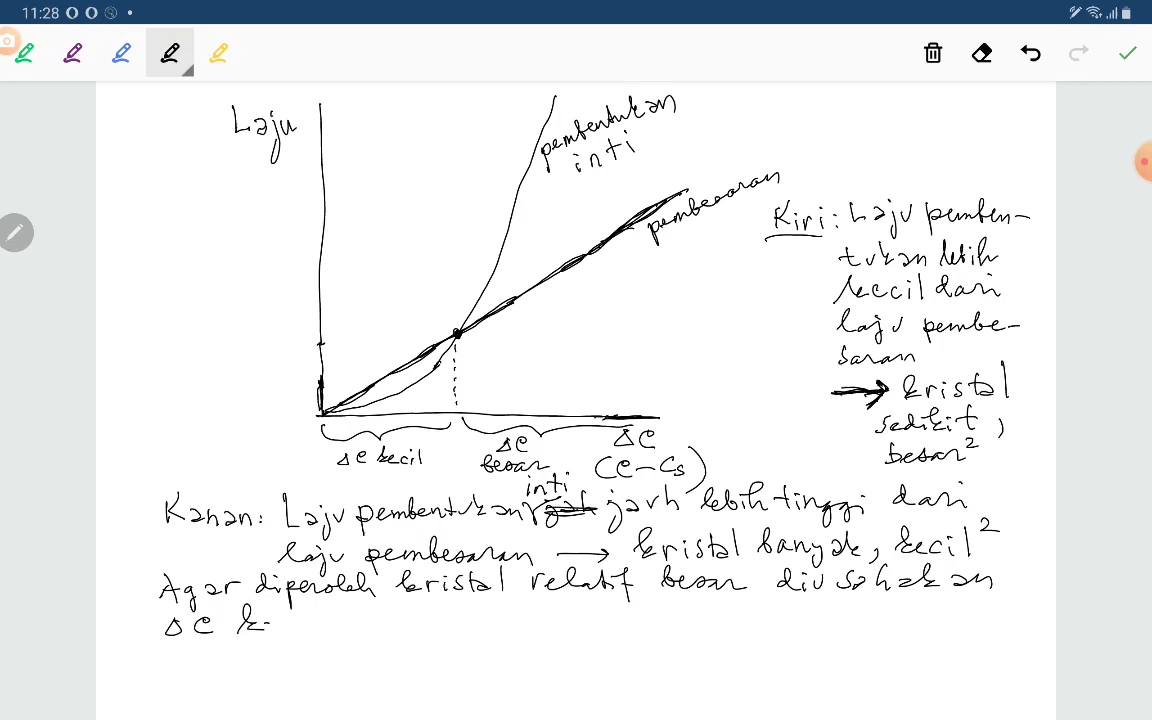 11:28
Laju
pembentukan
inti
pembesaran
Kiri: Laju pemben-
tukan lebih
kecil dari
laju pembe-
saran
→ kristal
sedikit,
besar²
ΔC kecil
ΔC
besar
ΔC
(C-Cs)
inti
Kanan: Laju pembentukan jauh lebih tinggi dari
laju pembesaran → kristal banyak, kecil²
Agar diperoleh kristal relatif besar diusahakan
ΔC k